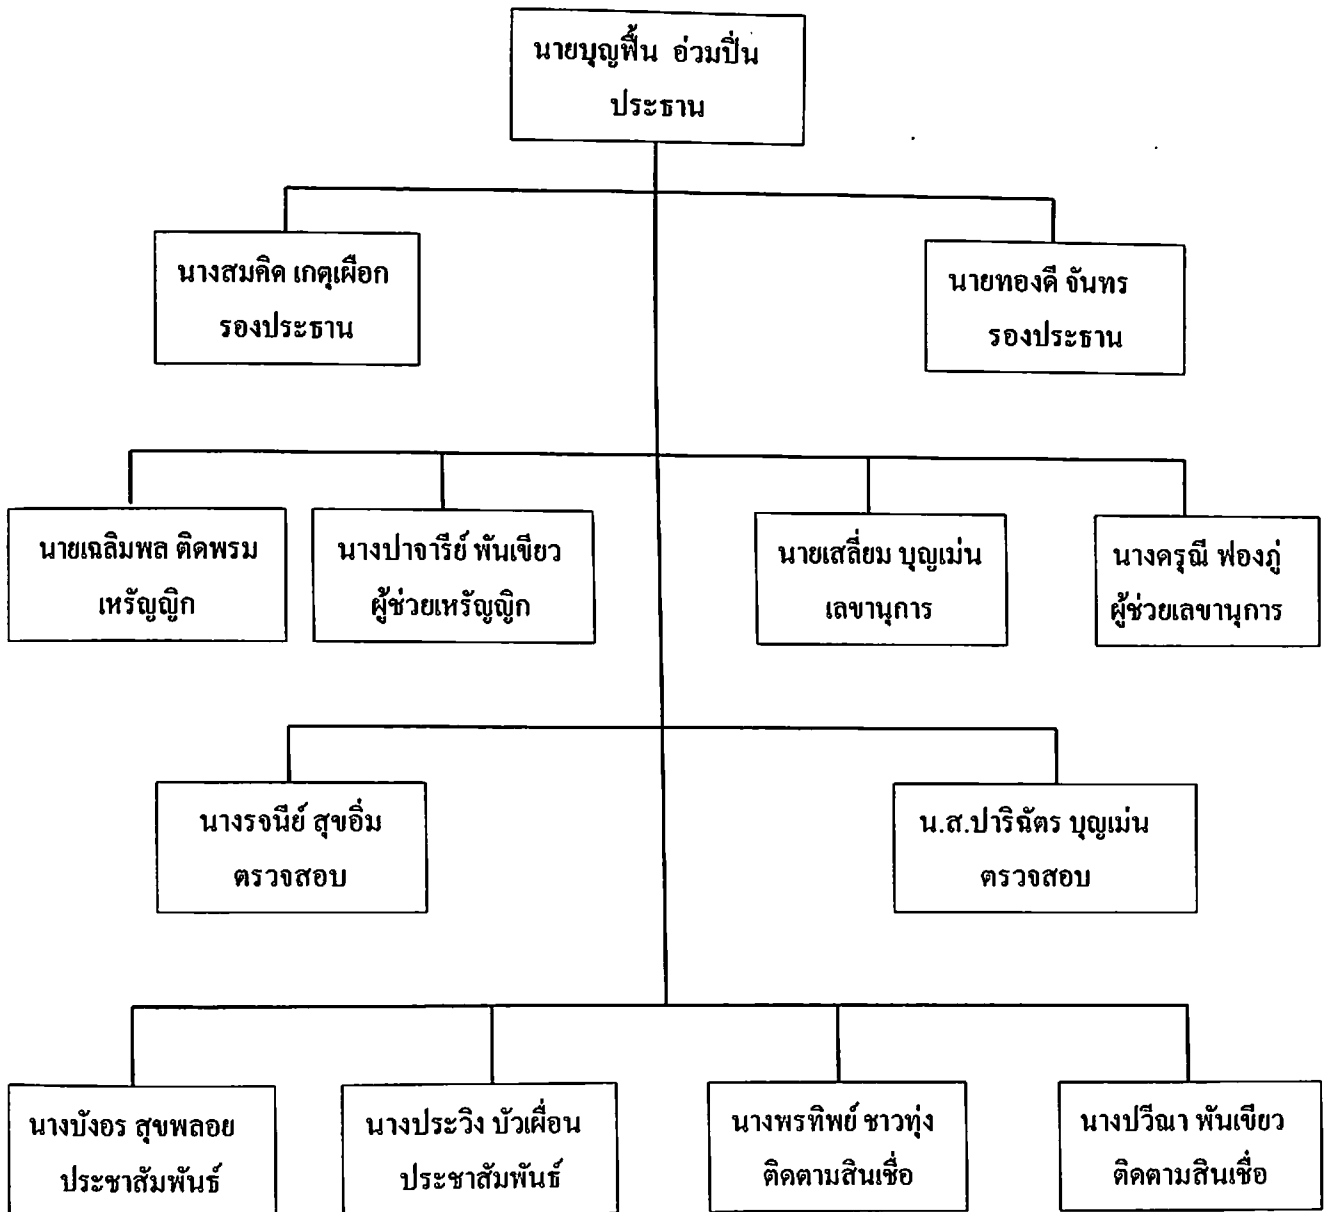 นายบุญฟื้น อ่วมปิ่น
ประธาน
นางสมคิด เกตุเผือก
รองประธาน
นายทองดี จันทร
รองประธาน
นายเฉลิมพล ติดพรม
เหรัญญิก
นางปาจารีย์ พันเขียว
ผู้ช่วยเหรัญญิก
นายเสลี่ยม บุญเม่น
เลขานุการ
นางดรุณี ฟองภู่
ผู้ช่วยเลขานุการ
นางรจนีย์ สุขอิ่ม
ตรวจสอบ
น.ส.ปาริฉัตร บุญเม่น
ตรวจสอบ
นางบังอร สุขพลอย
ประชาสัมพันธ์
นางประวิง บัวเผื่อน
ประชาสัมพันธ์
นางพรทิพย์ ชาวทุ่ง
ติดตามสินเชื่อ
นางปวีณา พันเขียว
ติดตามสินเชื่อ